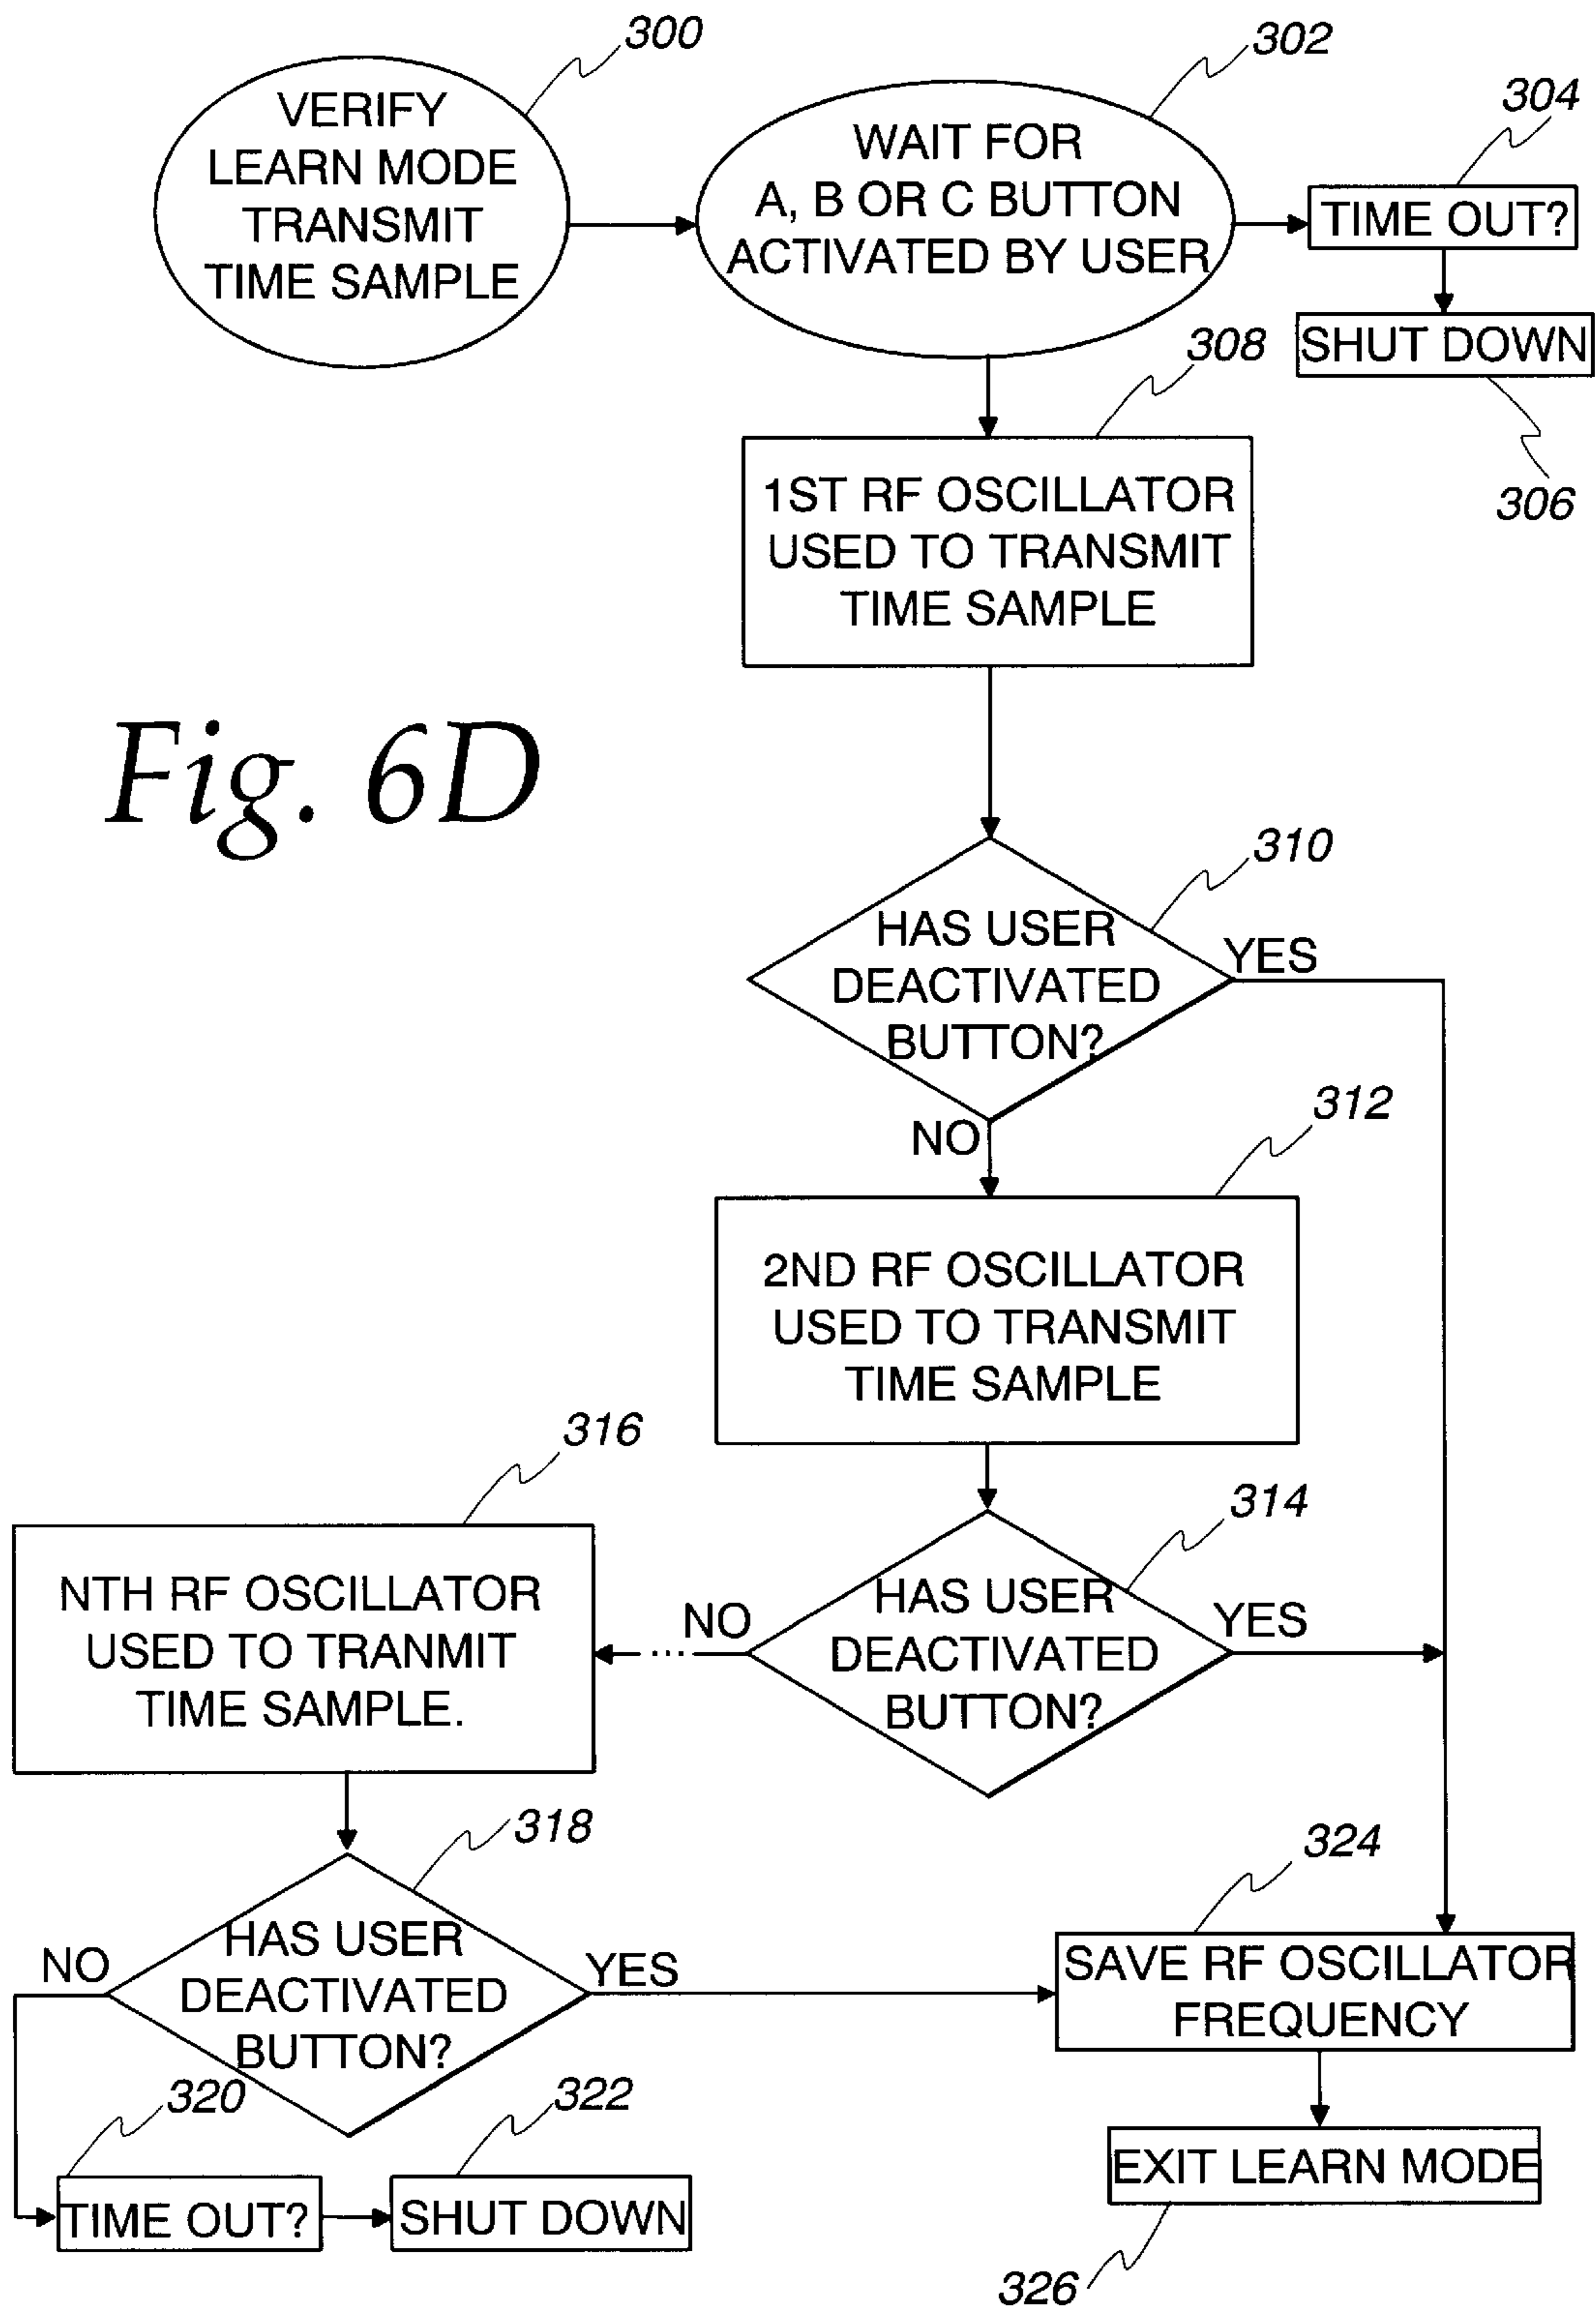 300
VERIFY
LEARN MODE
TRANSMIT
TIME SAMPLE
302
WAIT FOR
A, B OR C BUTTON
ACTIVATED BY USER
304
TIME OUT?
SHUT DOWN
306
308
1ST RF OSCILLATOR
USED TO TRANSMIT
TIME SAMPLE
Fig. 6D
310
HAS USER
DEACTIVATED
BUTTON?
YES
NO
312
2ND RF OSCILLATOR
USED TO TRANSMIT
TIME SAMPLE
314
HAS USER
DEACTIVATED
BUTTON?
YES
NO
...
316
NTH RF OSCILLATOR
USED TO TRANMIT
TIME SAMPLE.
318
HAS USER
DEACTIVATED
BUTTON?
NO
YES
320
TIME OUT?
322
SHUT DOWN
324
SAVE RF OSCILLATOR
FREQUENCY
EXIT LEARN MODE
326